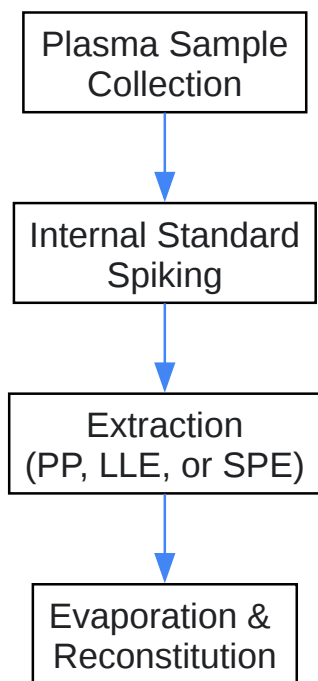 Plasma Sample
Collection
Internal Standard
Spiking
Extraction
(PP, LLE, or SPE)
Evaporation &
Reconstitution